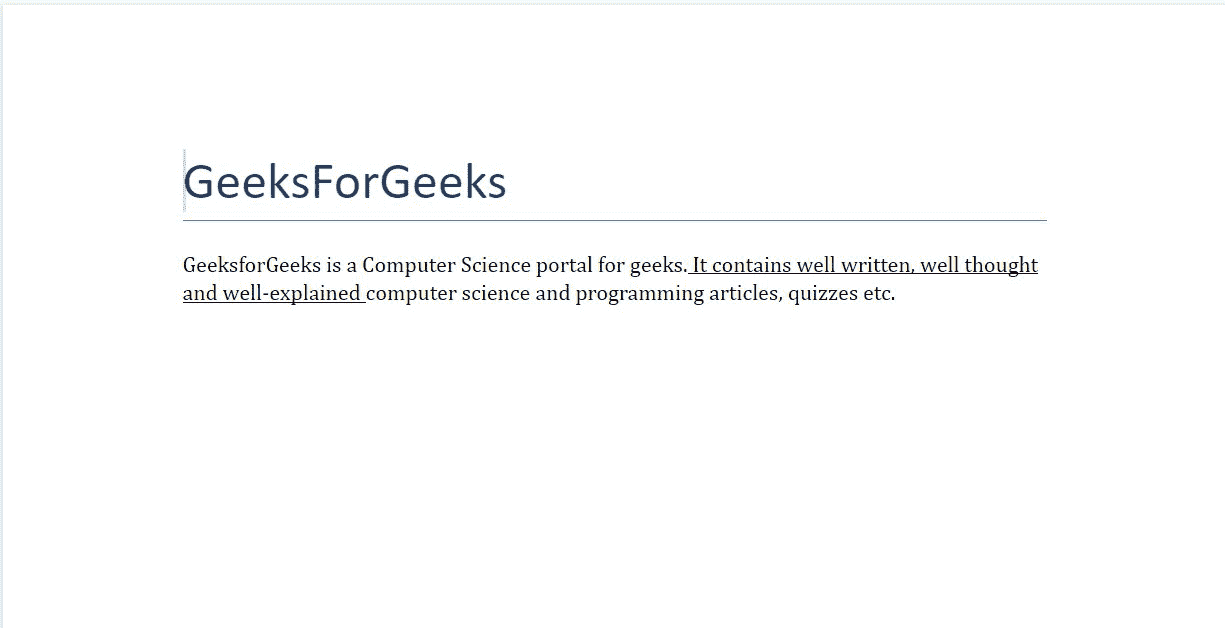 GeeksForGeeks
GeeksforGeeks is a Computer Science portal for geeks. It contains well written, well thought
and well-explained computer science and programming articles, quizzes etc.